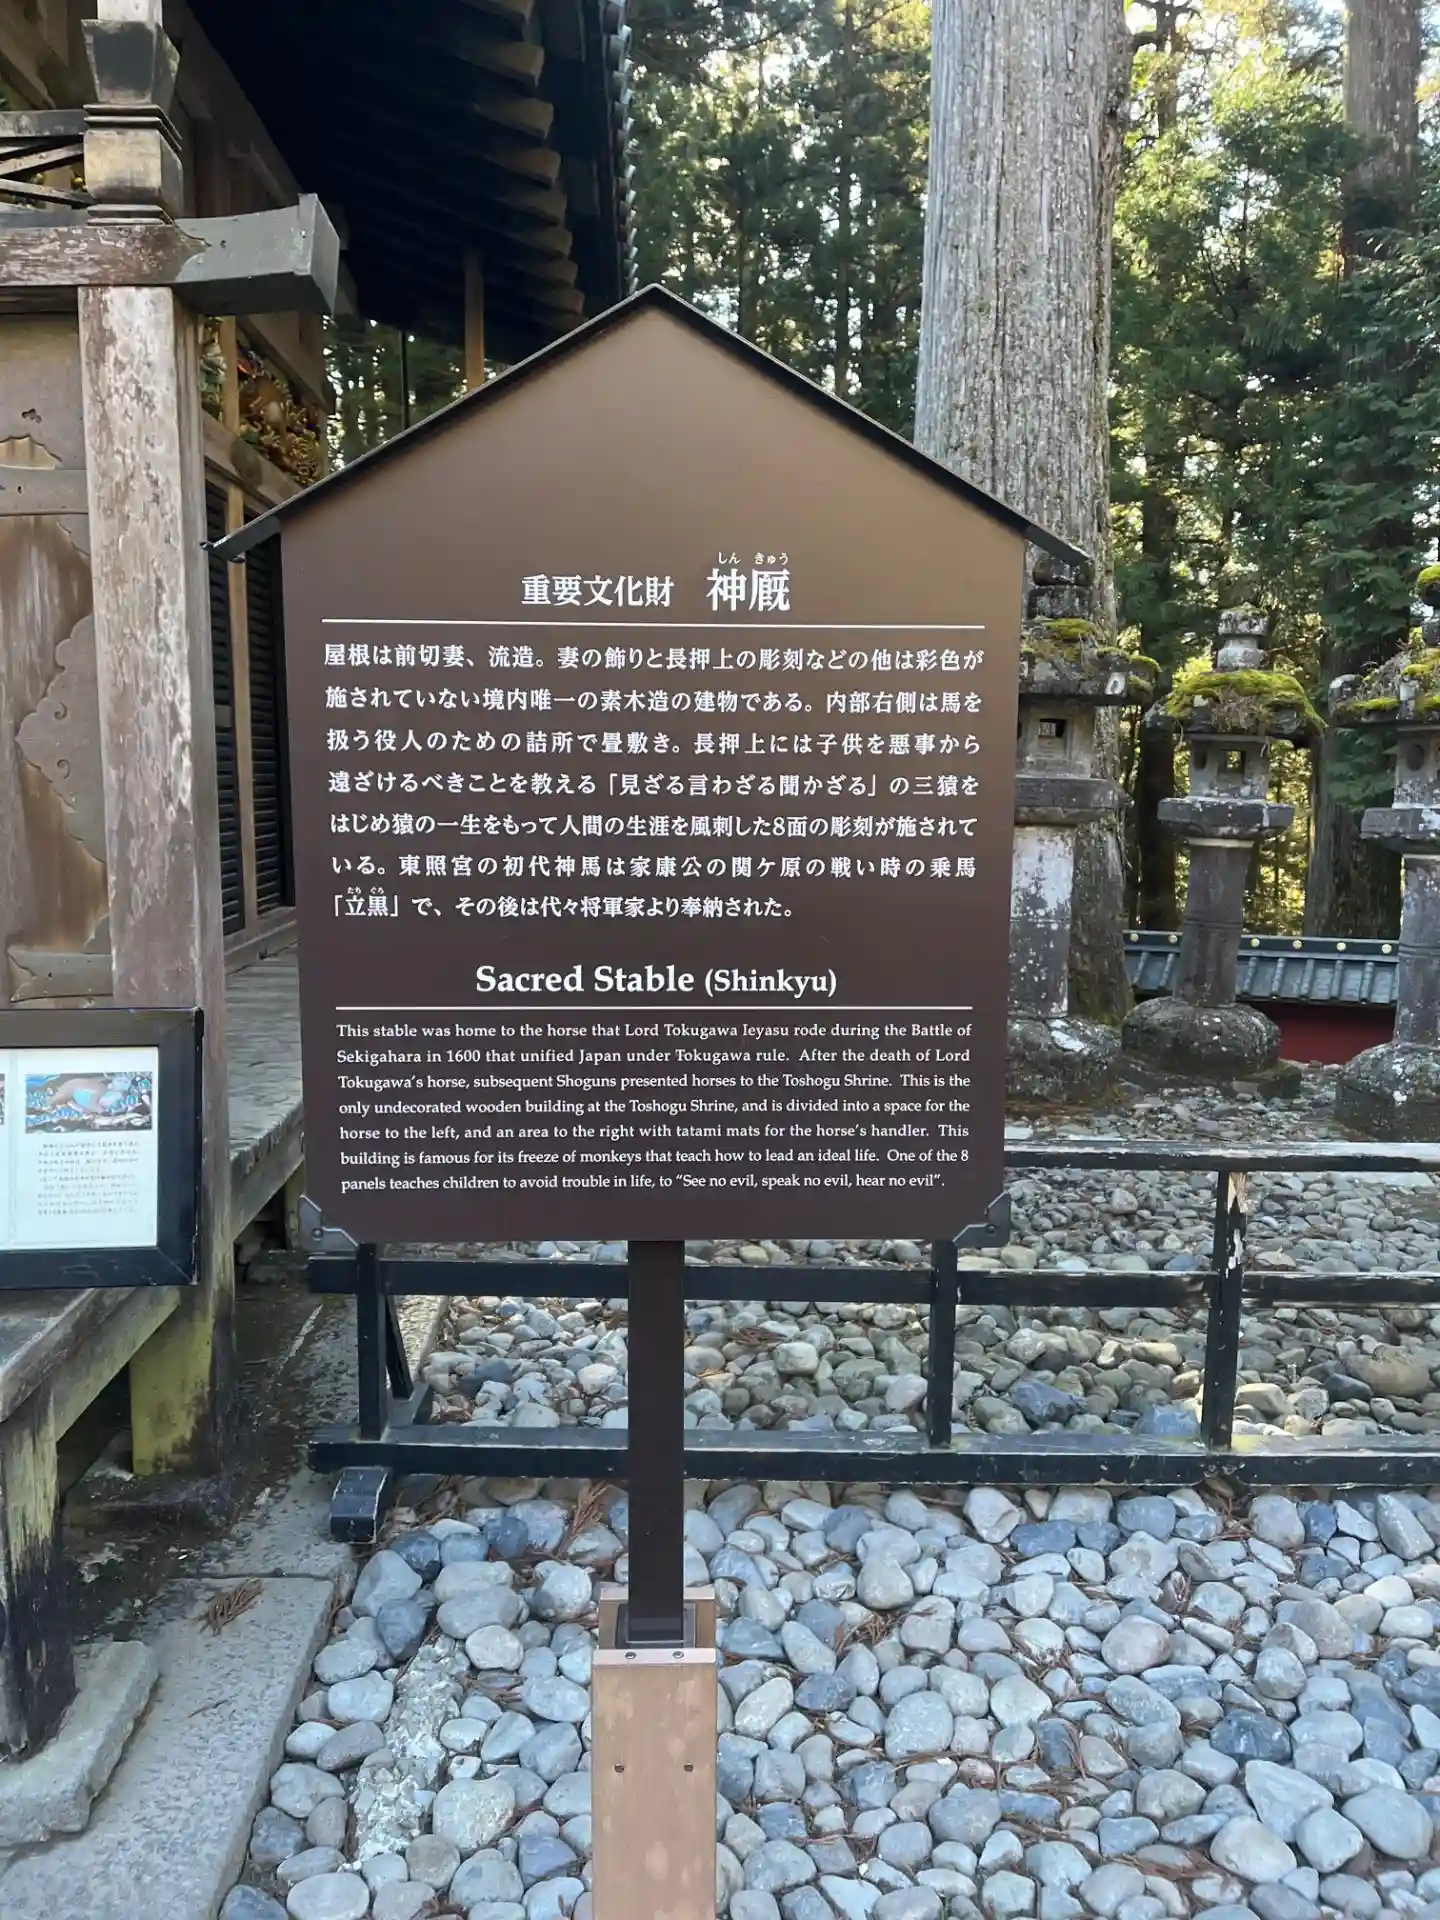 しん きゅう
重要文化財 神厩
屋根は前切妻、流造。妻の飾りと長押上の彫刻などの他は彩色が
施されていない境内唯一の素木造の建物である。内部右側は馬を
扱う役人のための詰所で畳敷き。長押上には子供を悪事から
遠ざけるべきことを教える「見ざる言わざる聞かざる」の三猿を
はじめ猿の一生をもって人間の生涯を風刺した8面の彫刻が施されて
いる。東照宮の初代神馬は家康公の関ケ原の戦い時の乗馬
たち ぐろ
「立黒」で、その後は代々将軍家より奉納された。
Sacred Stable (Shinkyu)
This stable was home to the horse that Lord Tokugawa Ieyasu rode during the Battle of
Sekigahara in 1600 that unified Japan under Tokugawa rule. After the death of Lord
Tokugawa's horse, subsequent Shoguns presented horses to the Toshogu Shrine. This is the
only undecorated wooden building at the Toshogu Shrine, and is divided into a space for the
horse to the left, and an area to the right with tatami mats for the horse's handler. This
building is famous for its freeze of monkeys that teach how to lead an ideal life. One of the 8
panels teaches children to avoid trouble in life, to “See no evil, speak no evil, hear no evil”.